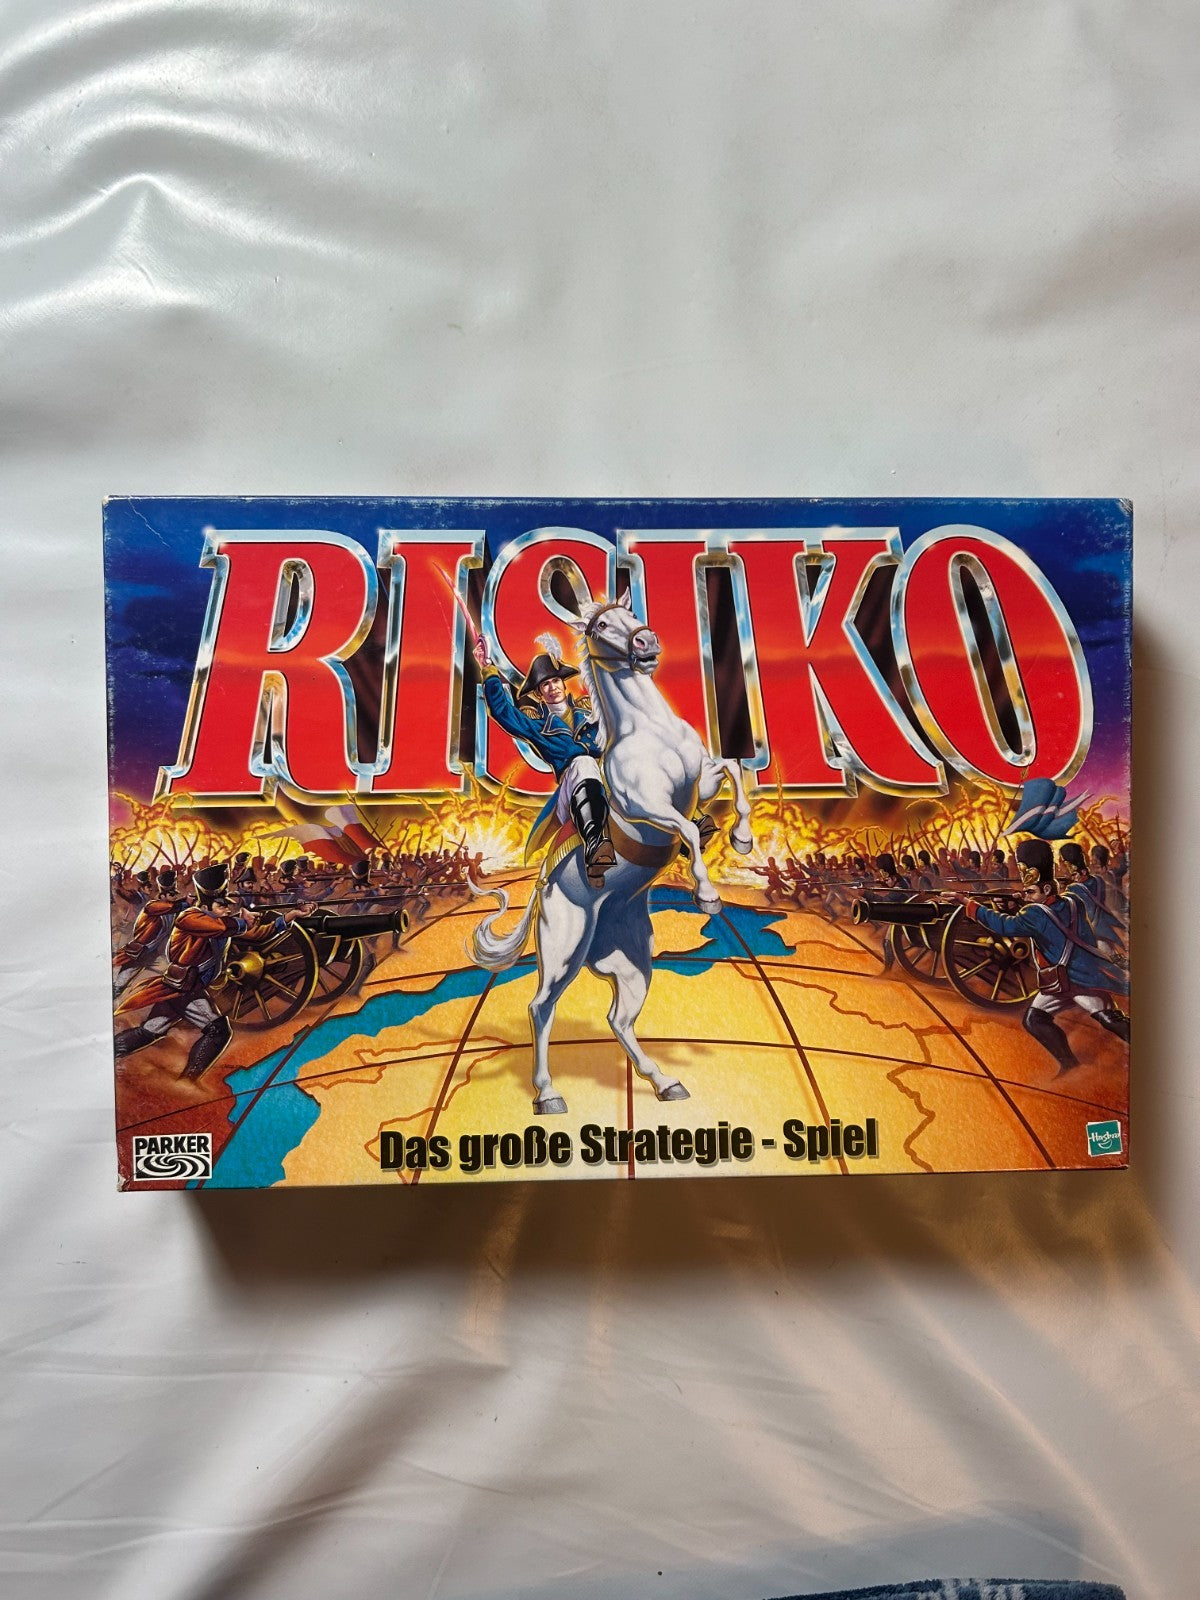 RISIKO
Das große Strategie - Spiel
PARKER
Hasbro